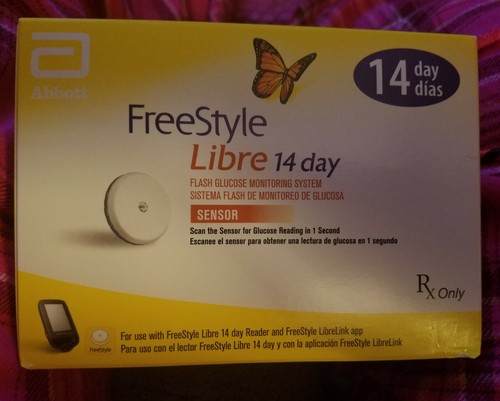 Abbott
14 day
días
FreeStyle
Libre 14 day
FLASH GLUCOSE MONITORING SYSTEM
SISTEMA FLASH DE MONITOREO DE GLUCOSA
SENSOR
Scan the Sensor for Glucose Reading in 1 Second
Escanee el sensor para obtener una lectura de glucosa en 1 segundo
Rx Only
For use with FreeStyle Libre 14 day Reader and FreeStyle LibreLink app
FreeStyle
Para uso con el lector FreeStyle Libre 14 day y con la aplicación FreeStyle LibreLink